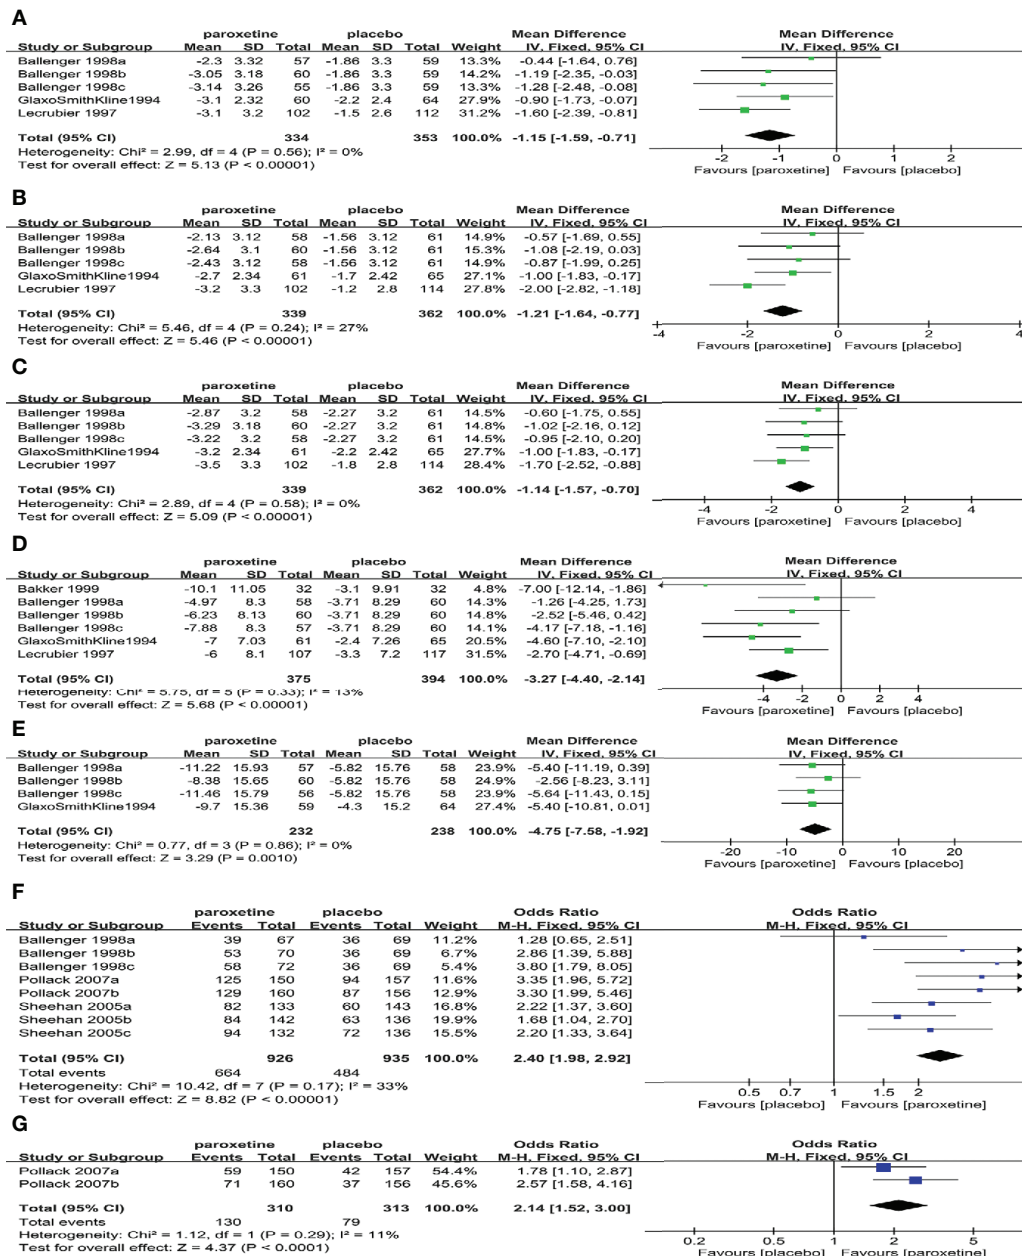 A
paroxetine placebo Mean Difference Mean Difference
Study or Subgroup Mean SD Total Mean SD Total Weight IV, Fixed, 95% CI IV, Fixed, 95% CI
Ballenger 1998a -2.3 3.32 57 -1.86 3.3 59 13.3% -0.44 [-1.64, 0.76]
Ballenger 1998b -3.05 3.18 60 -1.86 3.3 59 14.2% -1.19 [-2.35, -0.03]
Ballenger 1998c -3.14 3.26 55 -1.86 3.3 59 13.3% -1.28 [-2.48, -0.08]
GlaxoSmithKline1994 -3.1 2.32 60 -2.2 2.4 64 27.9% -0.90 [-1.73, -0.07]
Lecrubier 1997 -3.1 3.2 102 -1.5 2.6 112 31.2% -1.60 [-2.39, -0.81]
Total (95% CI) 334 353 100.0% -1.15 [-1.59, -0.71]
Heterogeneity: Chi² = 2.99, df = 4 (P = 0.56); I² = 0%
Test for overall effect: Z = 5.13 (P < 0.00001)
-2 -1 0 1 2
Favours [paroxetine] Favours [placebo]
B
paroxetine placebo Mean Difference Mean Difference
Study or Subgroup Mean SD Total Mean SD Total Weight IV, Fixed, 95% CI IV, Fixed, 95% CI
Ballenger 1998a -2.13 3.12 58 -1.56 3.12 61 14.9% -0.57 [-1.69, 0.55]
Ballenger 1998b -2.64 3.1 60 -1.56 3.12 61 15.3% -1.08 [-2.19, 0.03]
Ballenger 1998c -2.43 3.12 58 -1.56 3.12 61 14.9% -0.87 [-1.99, 0.25]
GlaxoSmithKline1994 -2.7 2.34 61 -1.7 2.42 65 27.1% -1.00 [-1.83, -0.17]
Lecrubier 1997 -3.2 3.3 102 -1.2 2.8 114 27.8% -2.00 [-2.82, -1.18]
Total (95% CI) 339 362 100.0% -1.21 [-1.64, -0.77]
Heterogeneity: Chi² = 5.46, df = 4 (P = 0.24); I² = 27%
Test for overall effect: Z = 5.46 (P < 0.00001)
-4 -2 0 2 4
Favours [paroxetine] Favours [placebo]
C
paroxetine placebo Mean Difference Mean Difference
Study or Subgroup Mean SD Total Mean SD Total Weight IV, Fixed, 95% CI IV, Fixed, 95% CI
Ballenger 1998a -2.87 3.2 58 -2.27 3.2 61 14.5% -0.60 [-1.75, 0.55]
Ballenger 1998b -3.29 3.18 60 -2.27 3.2 61 14.9% -1.02 [-2.16, 0.12]
Ballenger 1998c -3.22 3.2 58 -2.27 3.2 61 14.5% -0.95 [-2.10, 0.20]
GlaxoSmithKline1994 -3.2 2.34 61 -2.2 2.42 65 27.7% -1.00 [-1.83, -0.17]
Lecrubier 1997 -3.5 3.3 102 -1.8 2.8 114 28.4% -1.70 [-2.52, -0.88]
Total (95% CI) 339 362 100.0% -1.14 [-1.57, -0.70]
Heterogeneity: Chi² = 2.89, df = 4 (P = 0.58); I² = 0%
Test for overall effect: Z = 5.09 (P < 0.00001)
-4 -2 0 2 4
Favours [paroxetine] Favours [placebo]
D
paroxetine placebo Mean Difference Mean Difference
Study or Subgroup Mean SD Total Mean SD Total Weight IV, Fixed, 95% CI IV, Fixed, 95% CI
Bakker 1999 -10.1 11.05 32 -3.1 9.91 32 4.8% -7.00 [-12.14, -1.86]
Ballenger 1998a -4.97 8.3 58 -3.71 8.29 60 14.3% -1.26 [-4.25, 1.73]
Ballenger 1998b -6.23 8.13 60 -3.71 8.29 60 14.8% -2.52 [-5.46, 0.42]
Ballenger 1998c -7.88 8.3 57 -3.71 8.29 60 14.1% -4.17 [-7.18, -1.16]
GlaxoSmithKline1994 -7 7.03 61 -2.4 7.26 65 20.5% -4.60 [-7.10, -2.10]
Lecrubier 1997 -6 8.1 107 -3.3 7.2 117 31.5% -2.70 [-4.71, -0.69]
Total (95% CI) 375 394 100.0% -3.27 [-4.40, -2.14]
Heterogeneity: Chi² = 5.75, df = 5 (P = 0.33); I² = 13%
Test for overall effect: Z = 5.68 (P < 0.00001)
-4 -2 0 2 4
Favours [paroxetine] Favours [placebo]
E
paroxetine placebo Mean Difference Mean Difference
Study or Subgroup Mean SD Total Mean SD Total Weight IV, Fixed, 95% CI IV, Fixed, 95% CI
Ballenger 1998a -11.22 15.93 57 -5.82 15.76 58 23.9% -5.40 [-11.19, 0.39]
Ballenger 1998b -8.38 15.65 60 -5.82 15.76 58 24.9% -2.56 [-8.23, 3.11]
Ballenger 1998c -11.46 15.79 56 -5.82 15.76 58 23.9% -5.64 [-11.43, 0.15]
GlaxoSmithKline1994 -9.7 15.36 59 -4.3 15.2 64 27.4% -5.40 [-10.81, 0.01]
Total (95% CI) 232 238 100.0% -4.75 [-7.58, -1.92]
Heterogeneity: Chi² = 0.77, df = 3 (P = 0.86); I² = 0%
Test for overall effect: Z = 3.29 (P = 0.0010)
-20 -10 0 10 20
Favours [paroxetine] Favours [placebo]
F
paroxetine placebo Odds Ratio Odds Ratio
Study or Subgroup Events Total Events Total Weight M-H, Fixed, 95% CI M-H, Fixed, 95% CI
Ballenger 1998a 39 67 36 69 11.2% 1.28 [0.65, 2.51]
Ballenger 1998b 53 70 36 69 6.7% 2.86 [1.39, 5.88]
Ballenger 1998c 58 72 36 69 5.4% 3.80 [1.79, 8.05]
Pollack 2007a 125 150 94 157 11.6% 3.35 [1.96, 5.72]
Pollack 2007b 129 160 87 156 12.9% 3.30 [1.99, 5.46]
Sheehan 2005a 82 133 60 143 16.8% 2.22 [1.37, 3.60]
Sheehan 2005b 84 142 63 136 19.9% 1.68 [1.04, 2.70]
Sheehan 2005c 94 132 72 136 15.5% 2.20 [1.33, 3.64]
Total (95% CI) 926 935 100.0% 2.40 [1.98, 2.92]
Total events 664 484
Heterogeneity: Chi² = 10.42, df = 7 (P = 0.17); I² = 33%
Test for overall effect: Z = 8.82 (P < 0.00001)
0.5 0.7 1 1.5 2
Favours [placebo] Favours [paroxetine]
G
paroxetine placebo Odds Ratio Odds Ratio
Study or Subgroup Events Total Events Total Weight M-H, Fixed, 95% CI M-H, Fixed, 95% CI
Pollack 2007a 59 150 42 157 54.4% 1.78 [1.10, 2.87]
Pollack 2007b 71 160 37 156 45.6% 2.57 [1.58, 4.16]
Total (95% CI) 310 313 100.0% 2.14 [1.52, 3.00]
Total events 130 79
Heterogeneity: Chi² = 1.12, df = 1 (P = 0.29); I² = 11%
Test for overall effect: Z = 4.37 (P < 0.0001)
0.2 0.5 1 2 5
Favours [placebo] Favours [paroxetine]